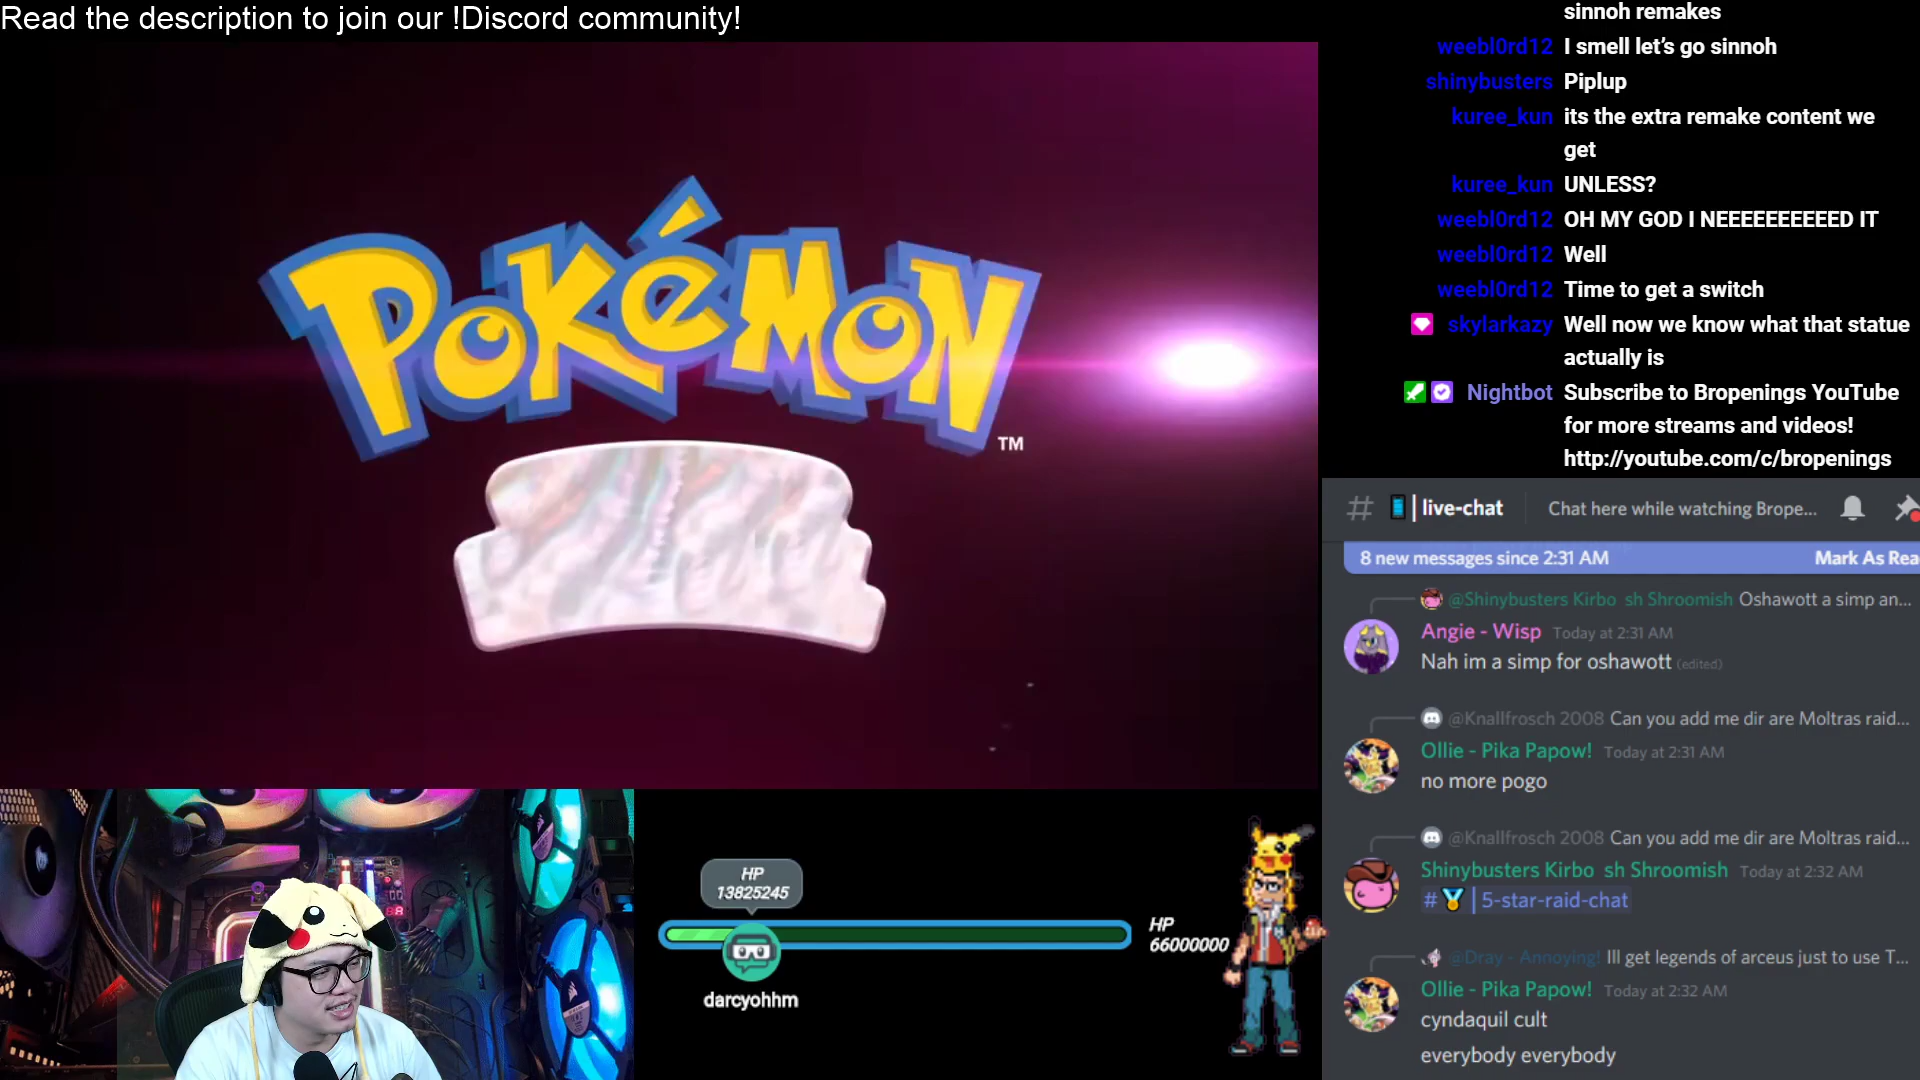 Read the description to join our !Discord community!
POKéMON
TM
sinnoh remakes
weebl0rd12 I smell let's go sinnoh
shinybusters Piplup
kuree_kun its the extra remake content we
get
kuree_kun UNLESS?
weebl0rd12 OH MY GOD I NEEEEEEEEEED IT
weebl0rd12 Well
weebl0rd12 Time to get a switch
skylarkazy Well now we know what that statue
actually is
Nightbot Subscribe to Bropenings YouTube
for more streams and videos!
http://youtube.com/c/bropenings
# | live-chat Chat here while watching Brope...
8 new messages since 2:31 AM Mark As Rea
@Shinybusters Kirbo sh Shroomish Oshawott a simp an...
Angie - Wisp Today at 2:31 AM
Nah im a simp for oshawott (edited)
@Knallfrosch 2008 Can you add me dir are Moltras raid...
Ollie - Pika Papow! Today at 2:31 AM
no more pogo
@Knallfrosch 2008 Can you add me dir are Moltras raid...
Shinybusters Kirbo sh Shroomish Today at 2:32 AM
# | 5-star-raid-chat
@Dray - Annoying! Ill get legends of arceus just to use T...
Ollie - Pika Papow! Today at 2:32 AM
cyndaquil cult
everybody everybody
HP
13825245
HP
66000000
darcyohhm